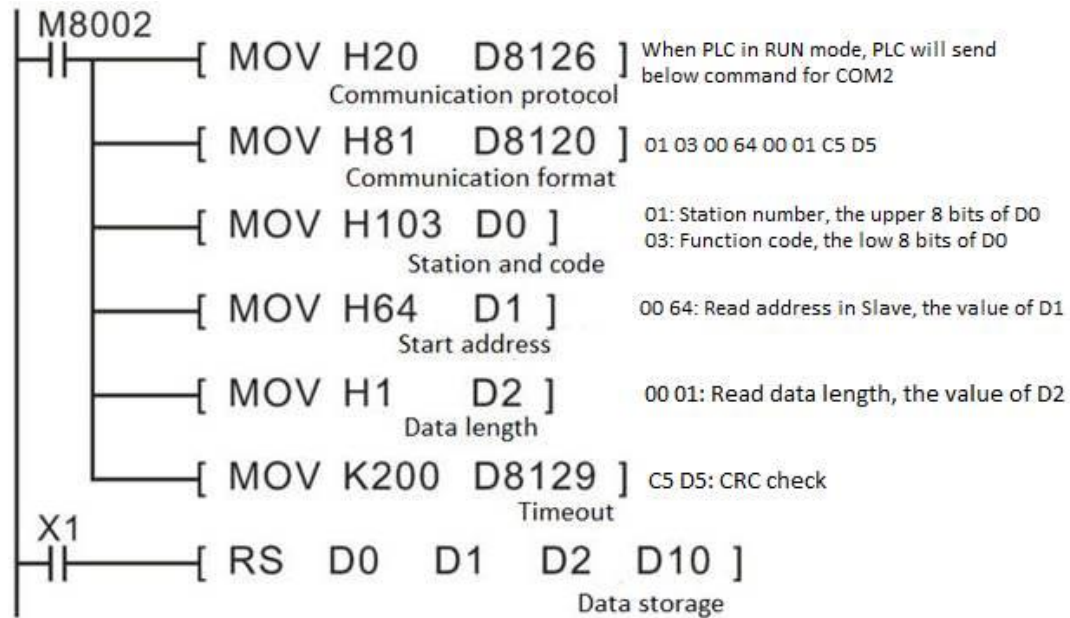 M8002
[ MOV H20 D8126 ] When PLC in RUN mode, PLC will send
below command for COM2
Communication protocol
[ MOV H81 D8120 ] 01 03 00 64 00 01 C5 D5
Communication format
[ MOV H103 D0 ] 01: Station number, the upper 8 bits of D0
03: Function code, the low 8 bits of D0
Station and code
[ MOV H64 D1 ] 00 64: Read address in Slave, the value of D1
Start address
[ MOV H1 D2 ] 00 01: Read data length, the value of D2
Data length
[ MOV K200 D8129 ] C5 D5: CRC check
Timeout
X1
[ RS D0 D1 D2 D10 ]
Data storage